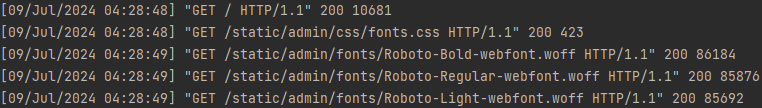 [09/Jul/2024 04:28:48] "GET / HTTP/1.1" 200 10681
[09/Jul/2024 04:28:48] "GET /static/admin/css/fonts.css HTTP/1.1" 200 423
[09/Jul/2024 04:28:49] "GET /static/admin/fonts/Roboto-Bold-webfont.woff HTTP/1.1" 200 86184
[09/Jul/2024 04:28:49] "GET /static/admin/fonts/Roboto-Regular-webfont.woff HTTP/1.1" 200 85876
[09/Jul/2024 04:28:49] "GET /static/admin/fonts/Roboto-Light-webfont.woff HTTP/1.1" 200 85692